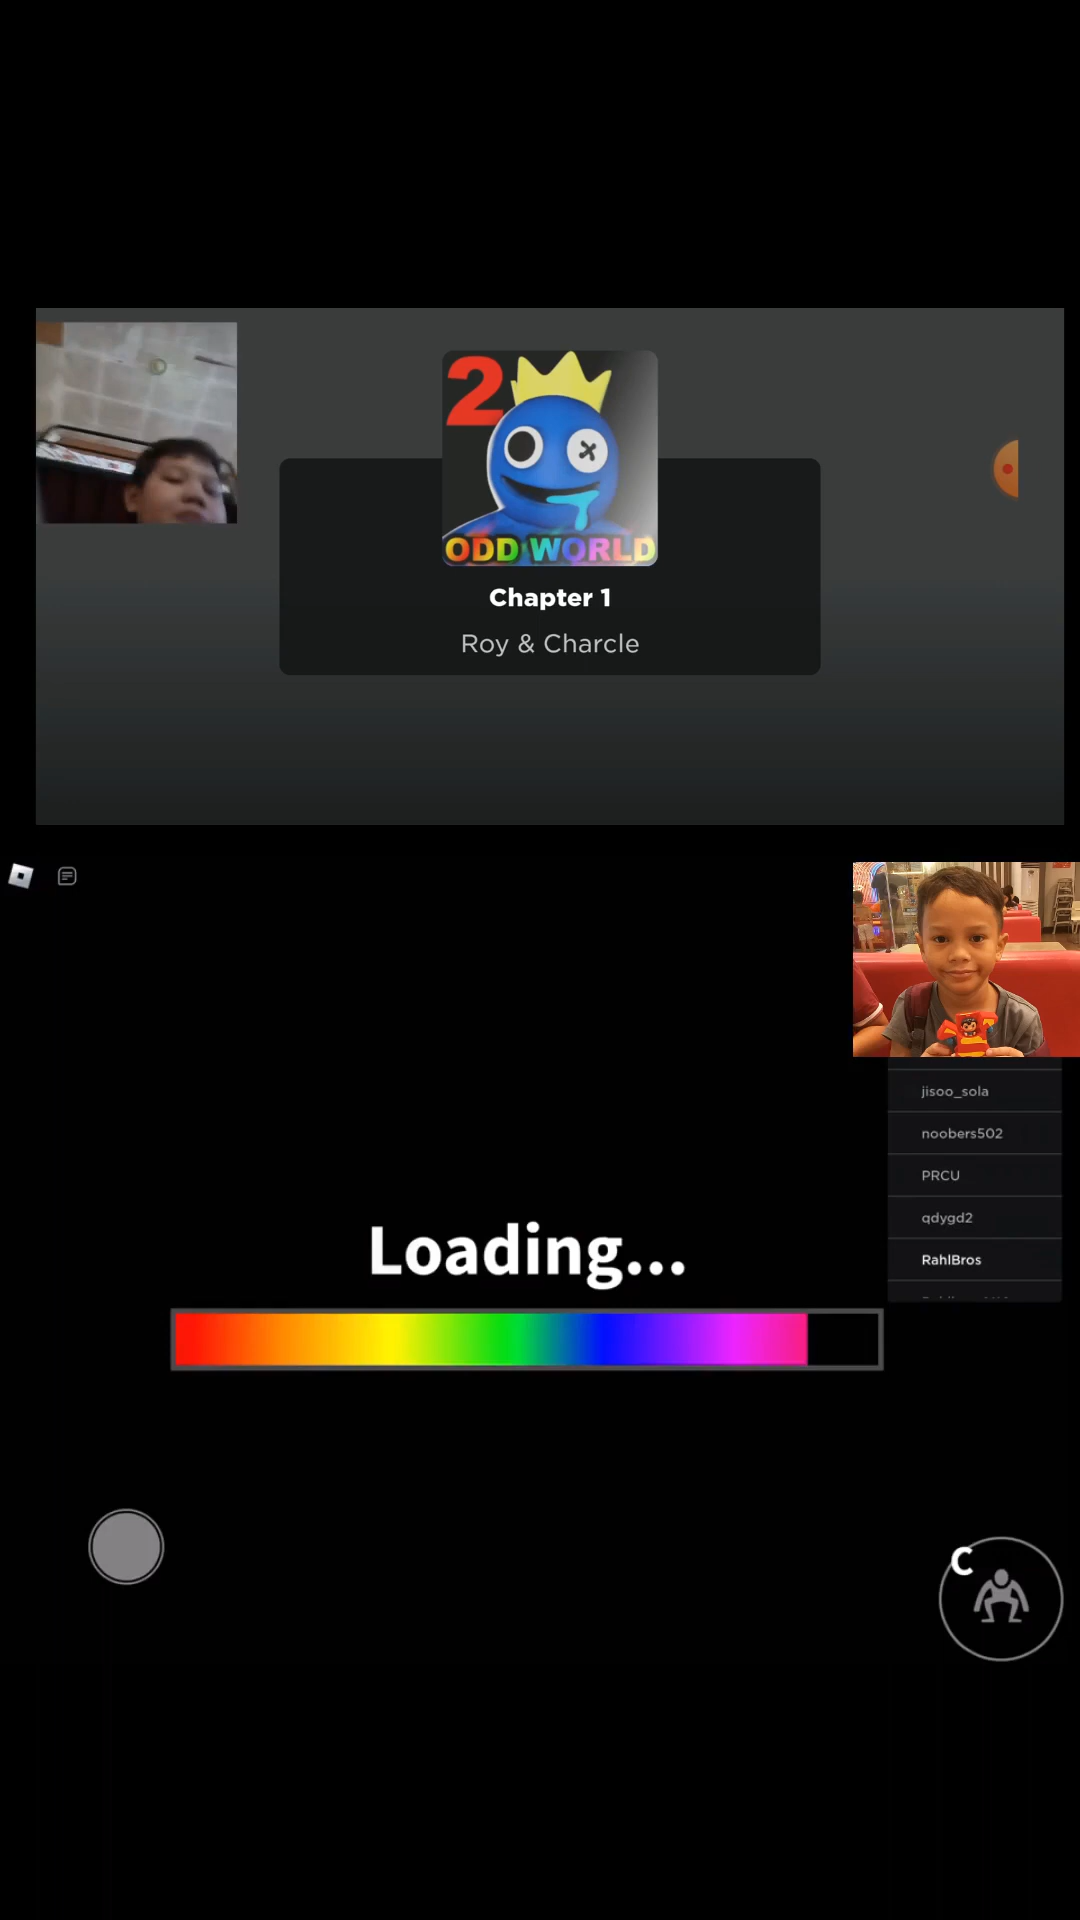 2
ODD WORLD
Chapter 1
Roy & Charcle
jisoo_sola
noobers502
PRCU
qdygd2
RahlBros
Loading...
C